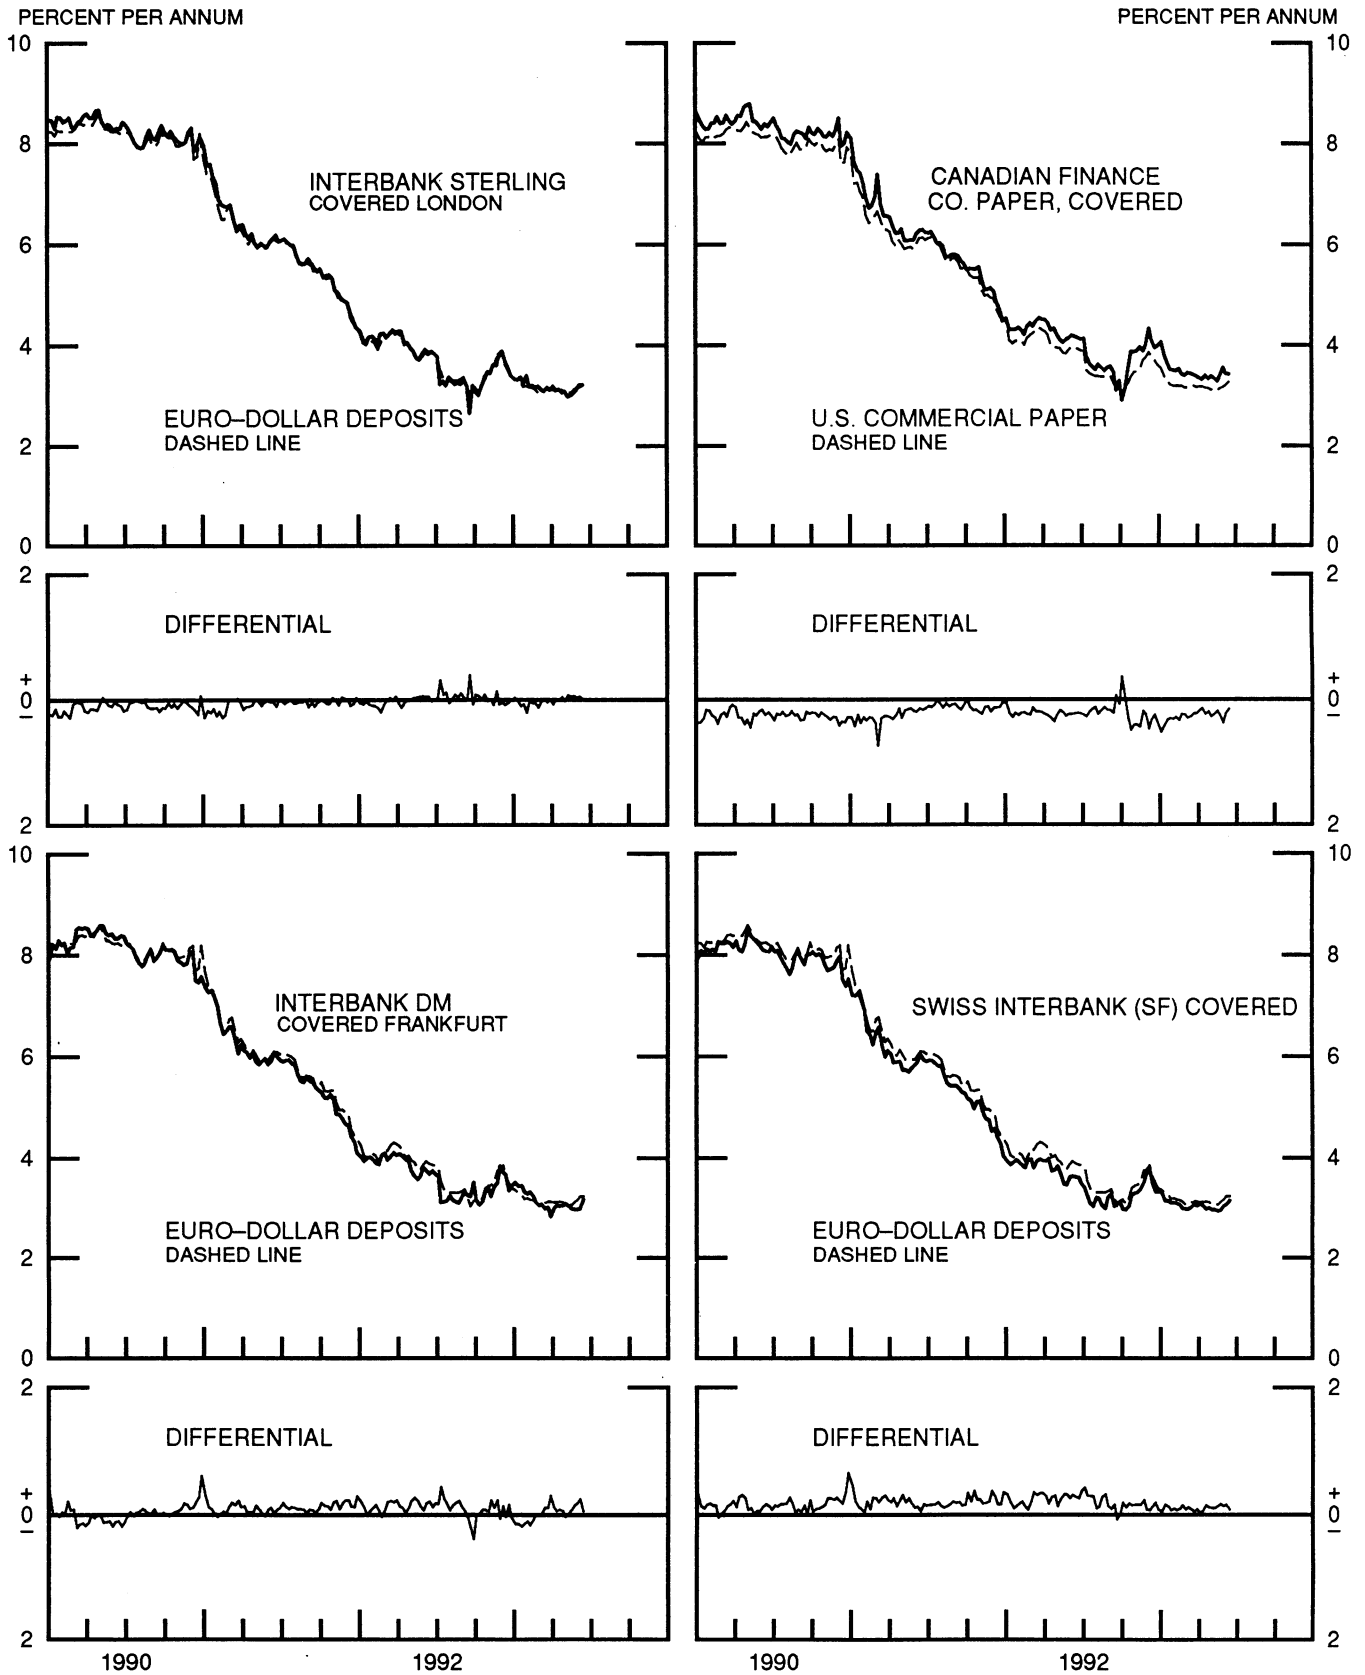 PERCENT PER ANNUM
PERCENT PER ANNUM
10
8
6
4
2
0
INTERBANK STERLING
COVERED LONDON
EURO–DOLLAR DEPOSITS
DASHED LINE
10
8
6
4
2
0
CANADIAN FINANCE
CO. PAPER, COVERED
U.S. COMMERCIAL PAPER
DASHED LINE
2
+
0
–
2
DIFFERENTIAL
2
+
0
–
2
DIFFERENTIAL
10
8
6
4
2
0
INTERBANK DM
COVERED FRANKFURT
EURO–DOLLAR DEPOSITS
DASHED LINE
10
8
6
4
2
0
SWISS INTERBANK (SF) COVERED
EURO–DOLLAR DEPOSITS
DASHED LINE
2
+
0
–
2
DIFFERENTIAL
1990
1992
2
+
0
–
2
DIFFERENTIAL
1990
1992